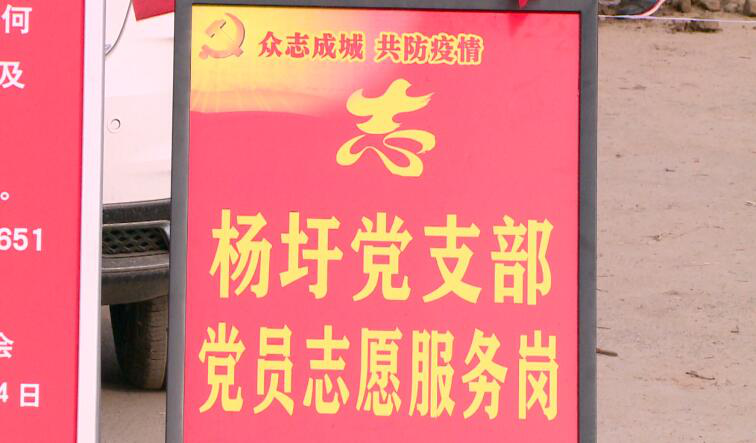 何
及
。
651
会
4日
众志成城 共防疫情
志
杨圩党支部
党员志愿服务岗